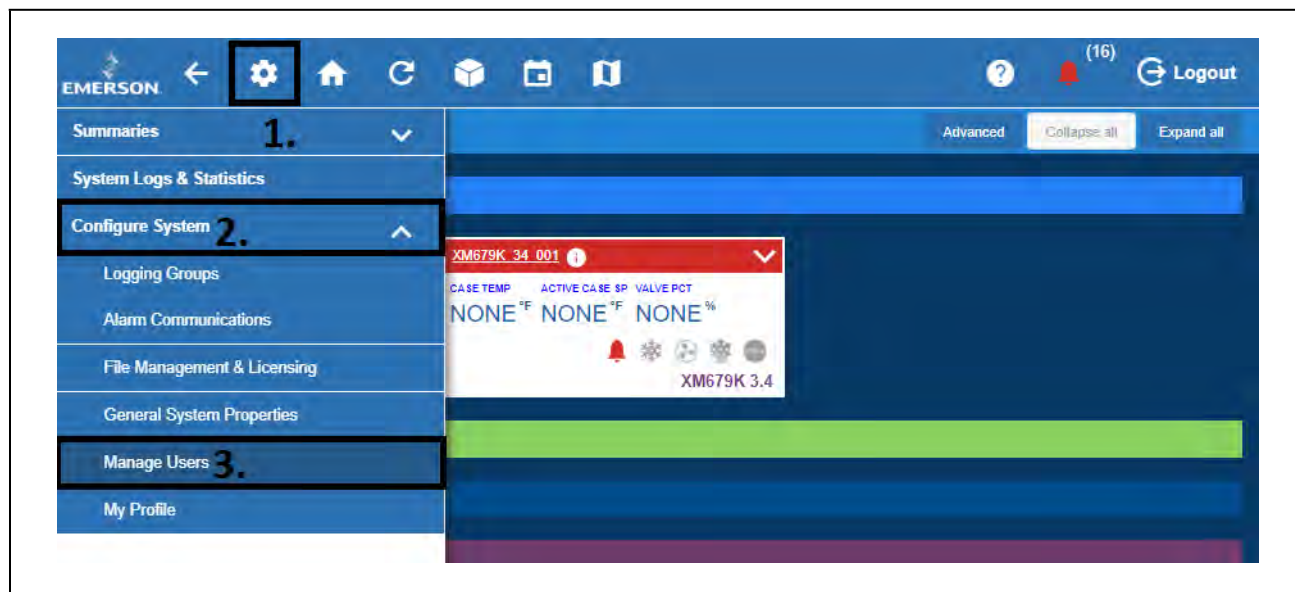 EMERSON
(16)
Logout
Summaries
1.
Advanced
Collapse all
Expand all
System Logs & Statistics
Configure System
2.
Logging Groups
Alarm Communications
File Management & Licensing
General System Properties
Manage Users
3.
My Profile
XM679K_34_001
CASE TEMP ACTIVE CASE SP VALVE PCT
NONE °F NONE °F NONE %
XM679K 3.4